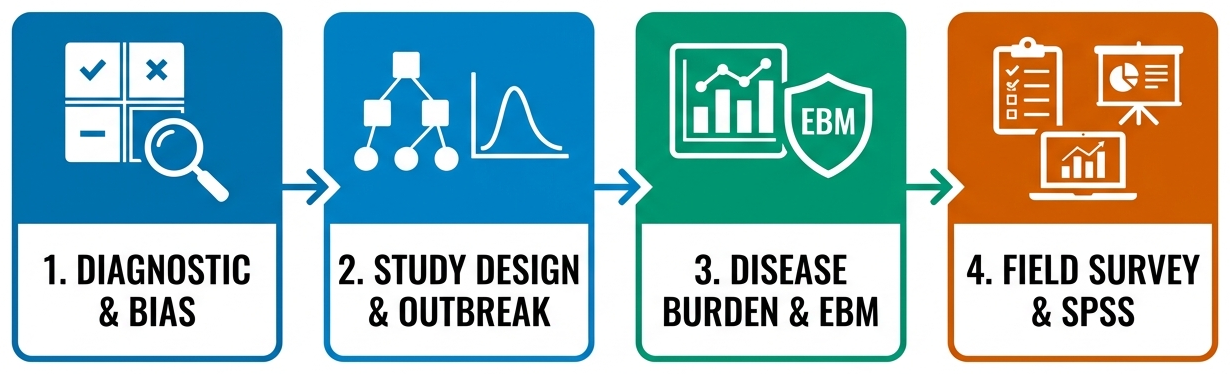 EBM
1. DIAGNOSTIC
& BIAS
2. STUDY DESIGN
& OUTBREAK
3. DISEASE
BURDEN & EBM
4. FIELD SURVEY
& SPSS